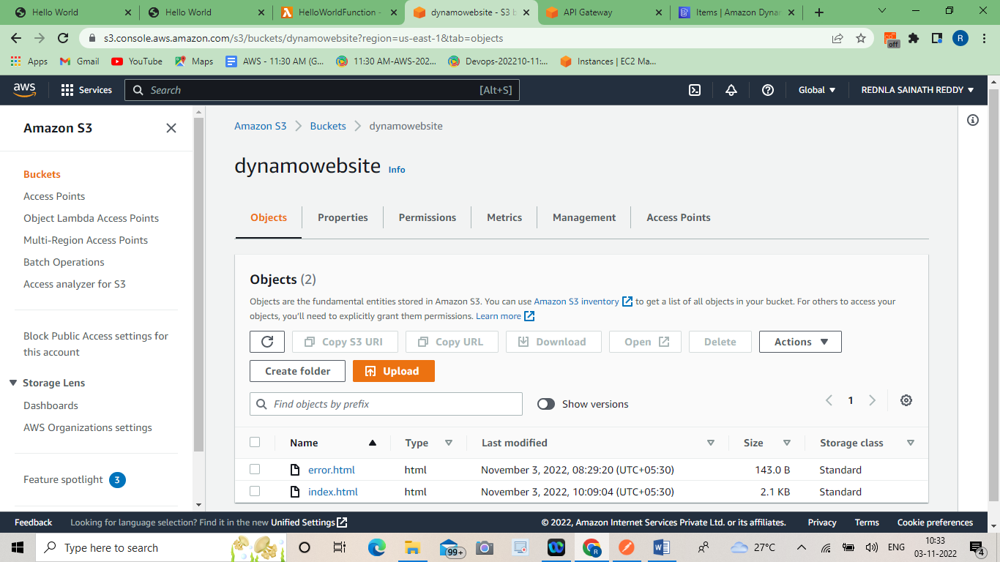 Hello World
Hello World
HelloWorldFunction -
dynamowebsite - S3 b
API Gateway
Items | Amazon Dynam
s3.console.aws.amazon.com/s3/buckets/dynamowebsite?region=us-east-1&tab=objects
off
R
Apps
Gmail
YouTube
Maps
AWS - 11:30 AM (G...
11:30 AM-AWS-202...
Devops-202210-11:...
Instances | EC2 Ma...
aws
Services
Search
[Alt+S]
Global
REDNLA SAINATH REDDY
Amazon S3
Buckets
Access Points
Object Lambda Access Points
Multi-Region Access Points
Batch Operations
Access analyzer for S3
Block Public Access settings for
this account
Storage Lens
Dashboards
AWS Organizations settings
Feature spotlight 3
Amazon S3 > Buckets > dynamowebsite
dynamowebsite Info
Objects
Properties
Permissions
Metrics
Management
Access Points
Objects (2)
Objects are the fundamental entities stored in Amazon S3. You can use Amazon S3 inventory to get a list of all objects in your bucket. For others to access your
objects, you'll need to explicitly grant them permissions. Learn more
Copy S3 URI
Copy URL
Download
Open
Delete
Actions
Create folder
Upload
Find objects by prefix
Show versions
1
Name Type Last modified Size Storage class
error.html html November 3, 2022, 08:29:20 (UTC+05:30) 143.0 B Standard
index.html html November 3, 2022, 10:09:04 (UTC+05:30) 2.1 KB Standard
Feedback
Looking for language selection? Find it in the new Unified Settings
© 2022, Amazon Internet Services Private Ltd. or its affiliates.
Privacy
Terms
Cookie preferences
Type here to search
99+
R
27°C
ENG
10:33
03-11-2022
4